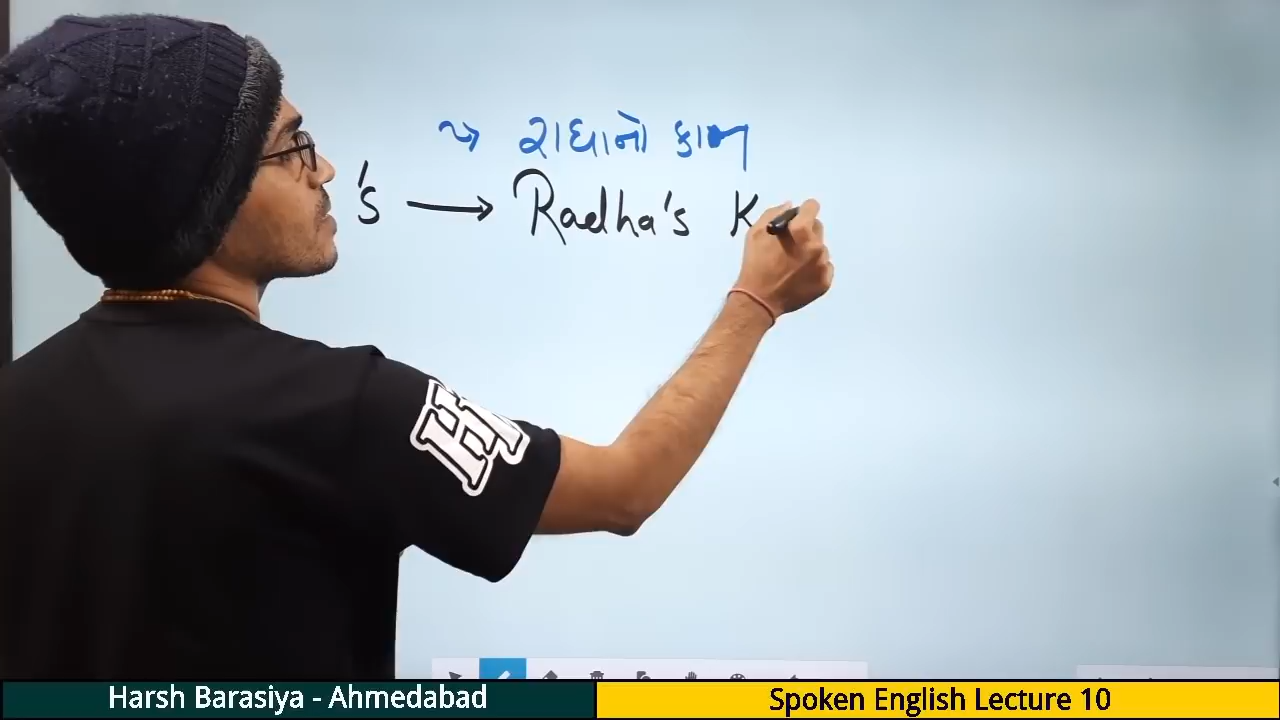 રાધાનો કાન
's → Radha's K
H
Harsh Barasiya - Ahmedabad
Spoken English Lecture 10